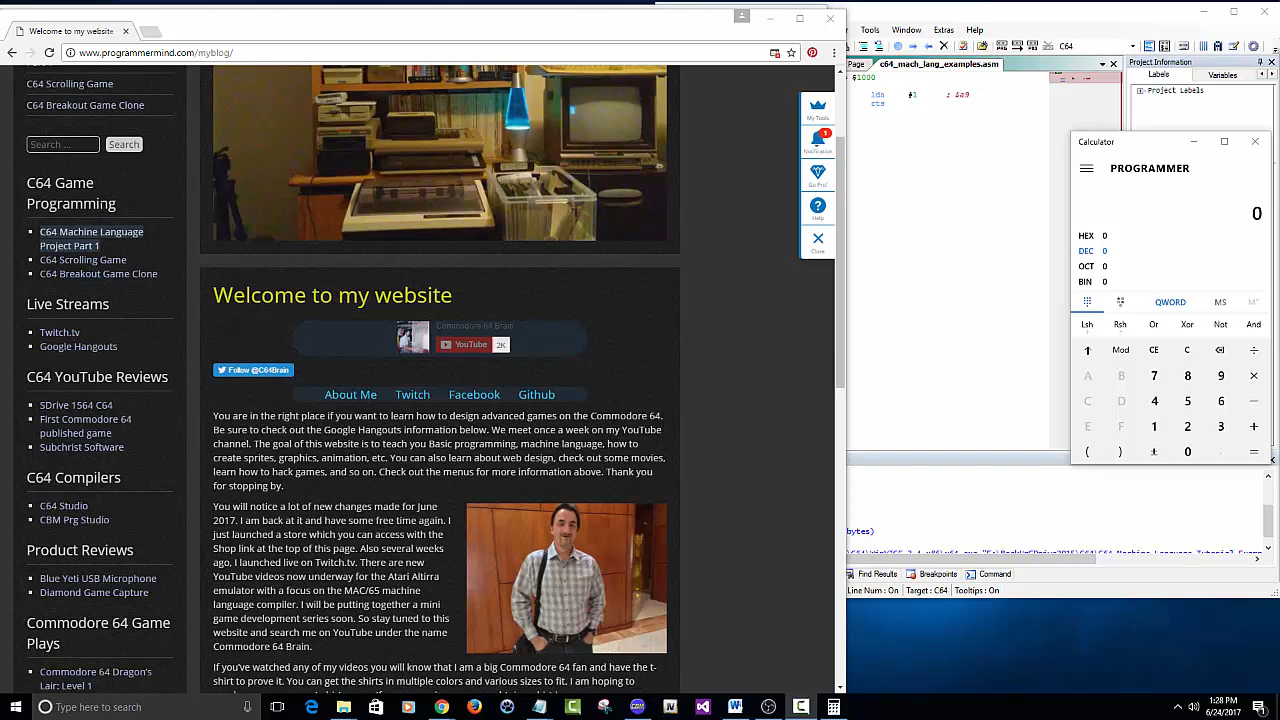 Welcome to my website
www.programmermind.com/myblog/
C64 Scrolling Game
C64 Breakout Game Clone
Search ...
Search
C64 Game
Programming
C64 Machine Language
Project Part 1
C64 Scrolling Game
C64 Breakout Game Clone
Live Streams
Twitch.tv
Google Hangouts
C64 YouTube Reviews
SDrive 1564 C64
First Commodore 64
published game
Subchrist Software
C64 Compilers
C64 Studio
CBM Prg Studio
Product Reviews
Blue Yeti USB Microphone
Diamond Game Capture
Commodore 64 Game
Plays
Commodore 64 Dragon's
Lair: Level 1
Welcome to my website
Commodore 64 Brain
YouTube 2K
Follow @C64Brain
About Me Twitch Facebook Github
You are in the right place if you want to learn how to design advanced games on the Commodore 64.
Be sure to check out the Google Hangouts information below. We meet once a week on my YouTube
channel. The goal of this website is to teach you Basic programming, machine language, how to
create sprites, graphics, animation, etc. You can also learn about web design, check out some movies,
learn how to hack games, and so on. Check out the menus for more information above. Thank you
for stopping by.
You will notice a lot of new changes made for June
2017. I am back at it and have some free time again. I
just launched a store which you can access with the
Shop link at the top of this page. Also several weeks
ago, I launched live on Twitch.tv. There are new
YouTube videos now underway for the Atari Altirra
emulator with a focus on the MAC/65 machine
language compiler. I will be putting together a mini
game development series soon. So stay tuned to this
website and search me on YouTube under the name
Commodore 64 Brain.
If you've watched any of my videos you will know that I am a big Commodore 64 fan and have the t-
shirt to prove it. You can get the shirts in multiple colors and various sizes to fit. I am hoping to
My Tools
1
Notification
Go Pro!
Help
Close
Tools Window Extras Help
C64
Page c64_mach_lang_examples.asm
$1000
lda #1 ; $a9
rts
Project Information
Labels Variables
Project Labels
Calculator
PROGRAMMER
0
HEX 0
DEC 0
OCT 0
BIN 0
QWORD MS M
Lsh Rsh Or Xor Not And
Mod CE C ÷
A B 7 8 9 ×
C D 4 5 6 −
E F 1 2 3 +
( ) ± 0 . =
bytes)
Find Results Breakpoints Command
Line Num : On Target : C64 Tooltips : On
Type here to search
1:28 PM
6/24/2017